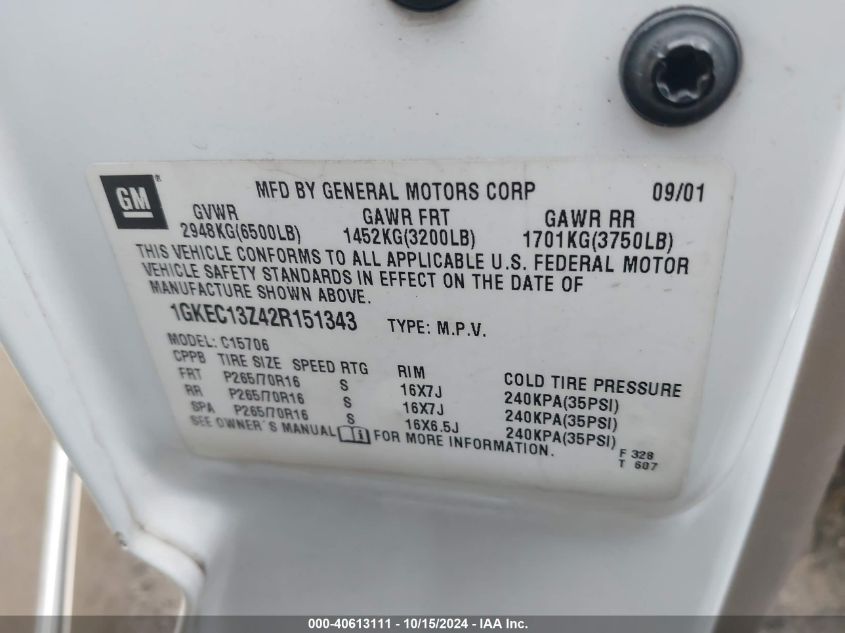 GM® MFD BY GENERAL MOTORS CORP 09/01
GVWR GAWR FRT GAWR RR
2948KG(6500LB) 1452KG(3200LB) 1701KG(3750LB)
THIS VEHICLE CONFORMS TO ALL APPLICABLE U.S. FEDERAL MOTOR
VEHICLE SAFETY STANDARDS IN EFFECT ON THE DATE OF
MANUFACTURE SHOWN ABOVE.
1GKEC13Z42R151343 TYPE: M.P.V.
MODEL: C15706
CPPB TIRE SIZE SPEED RTG RIM COLD TIRE PRESSURE
FRT P265/70R16 S 16X7J 240KPA(35PSI)
RR P265/70R16 S 16X7J 240KPA(35PSI)
SPA P265/70R16 S 16X6.5J 240KPA(35PSI)
SEE OWNER'S MANUAL i FOR MORE INFORMATION.
F 328
T 607
000-40613111 - 10/15/2024 - IAA Inc.